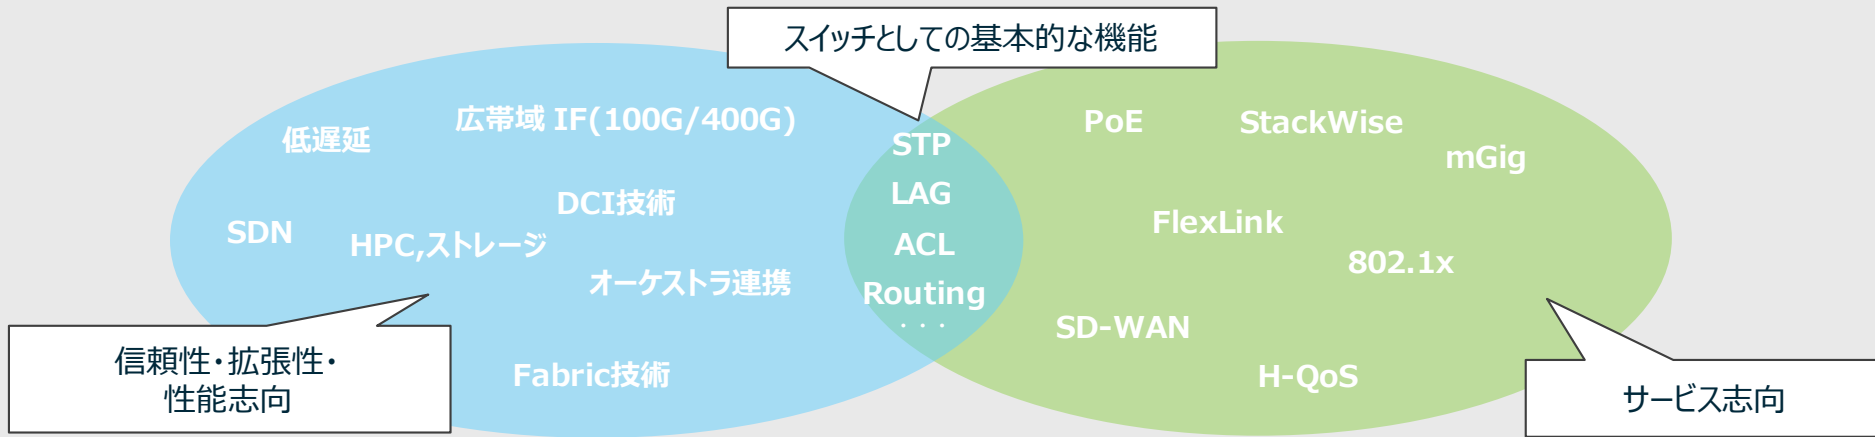 スイッチとしての基本的な機能
低遅延
広帯域 IF(100G/400G)
SDN
HPC,ストレージ
DCI技術
オーケストラ連携
Fabric技術
信頼性・拡張性・
性能志向
STP
LAG
ACL
Routing
・・・
PoE
StackWise
mGig
FlexLink
802.1x
SD-WAN
H-QoS
サービス志向